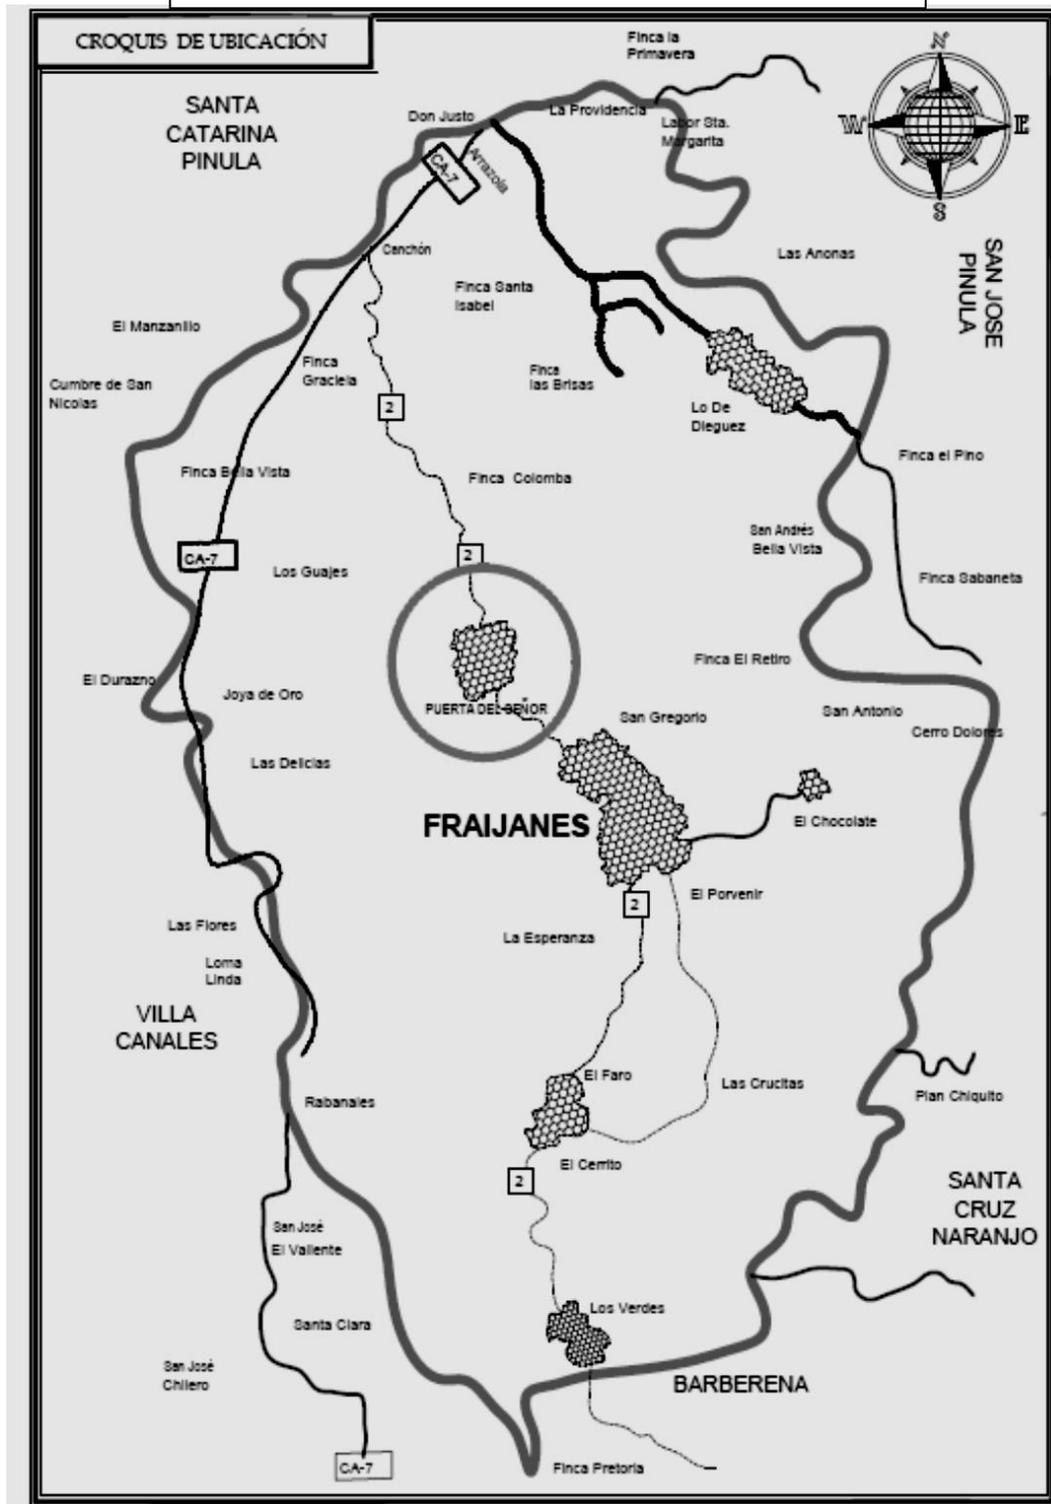 CROQUIS DE UBICACIÓN
Finca la
Primavera
N
W
E
S
SANTA
CATARINA
PINULA
Don Justo
La Providencia
Labor Sta.
Margarita
CA-7
Arrazola
Canchón
Las Anonas
SAN JOSE
PINULA
Finca Santa
Isabel
El Manzanillo
Finca
Graciela
Finca
las Brisas
Cumbre de San
Nicolas
2
Lo De
Dieguez
Finca Bella Vista
Finca Colomba
Finca el Pino
San Andrés
Bella Vista
CA-7
2
Los Guajes
Finca Sabaneta
Finca El Retiro
El Durazno
Joya de Oro
PUERTA DEL SEÑOR
San Gregorio
San Antonio
Cerro Dolores
Las Delicias
FRAIJANES
El Chocolate
El Porvenir
2
Las Flores
La Esperanza
Loma
Linda
VILLA
CANALES
El Faro
Las Crucitas
Rabanales
Plan Chiquito
El Cerrito
2
SANTA
CRUZ
NARANJO
San José
El Valiente
Los Verdes
Santa Clara
San José
Chilero
BARBERENA
CA-7
Finca Pretoria